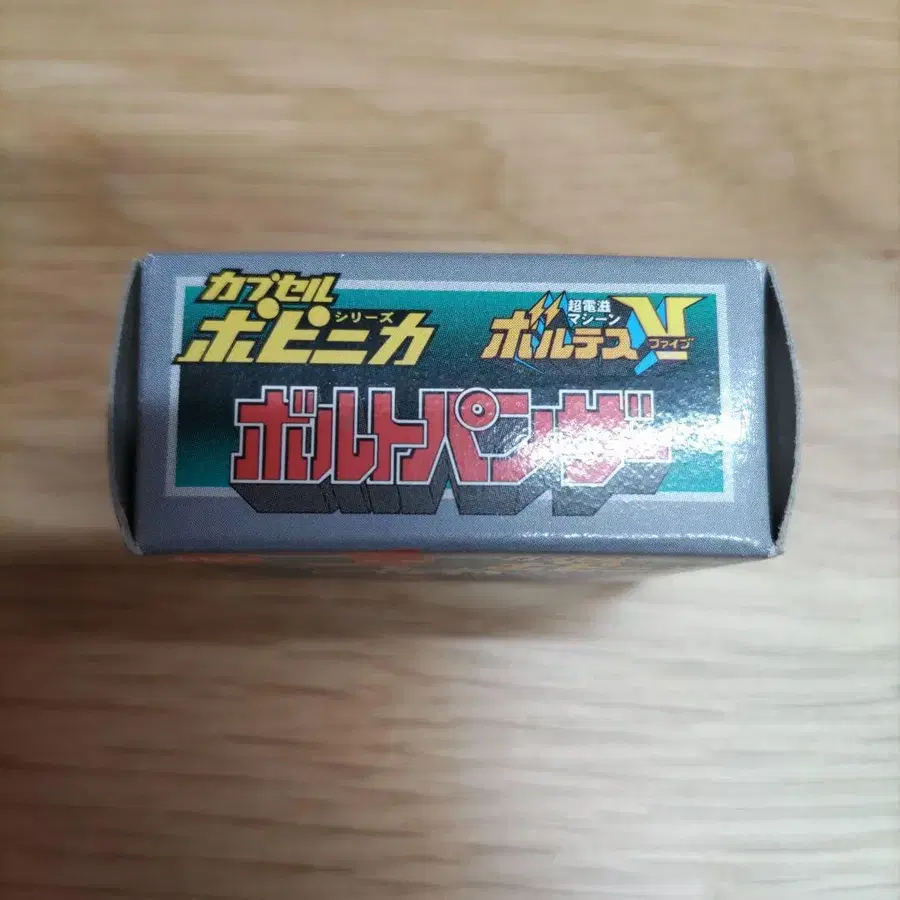 カプセル
ポピニカ
シリーズ
超電磁
マシーン
ボルテスV
ファイブ
ボルトパンザー